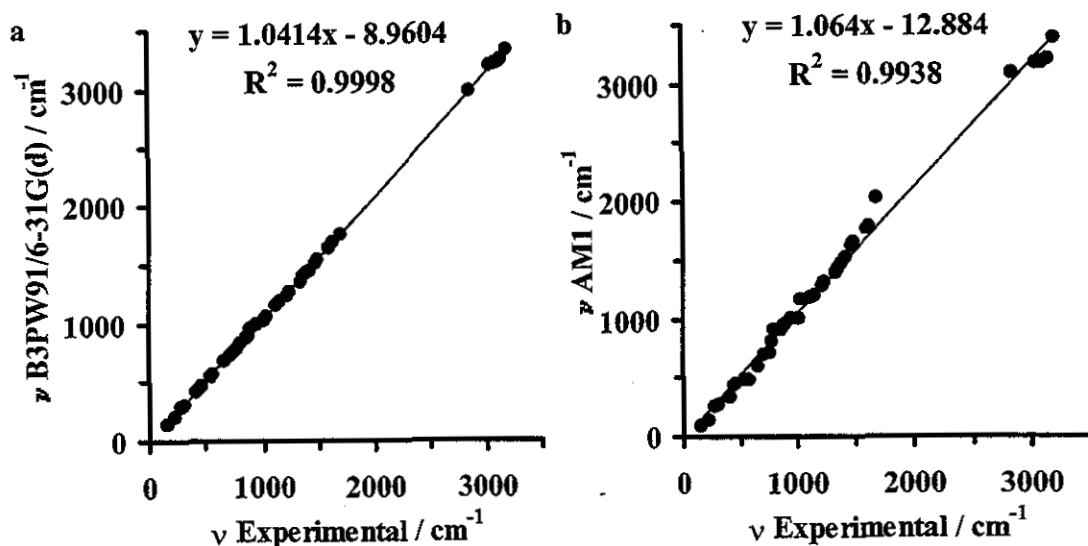 a
y = 1.0414x - 8.9604
R² = 0.9998
ν B3PW91/6-31G(d) / cm⁻¹
3000
2000
1000
0
0 1000 2000 3000
ν Experimental / cm⁻¹
b
y = 1.064x - 12.884
R² = 0.9938
ν AM1 / cm⁻¹
3000
2000
1000
0
0 1000 2000 3000
ν Experimental / cm⁻¹